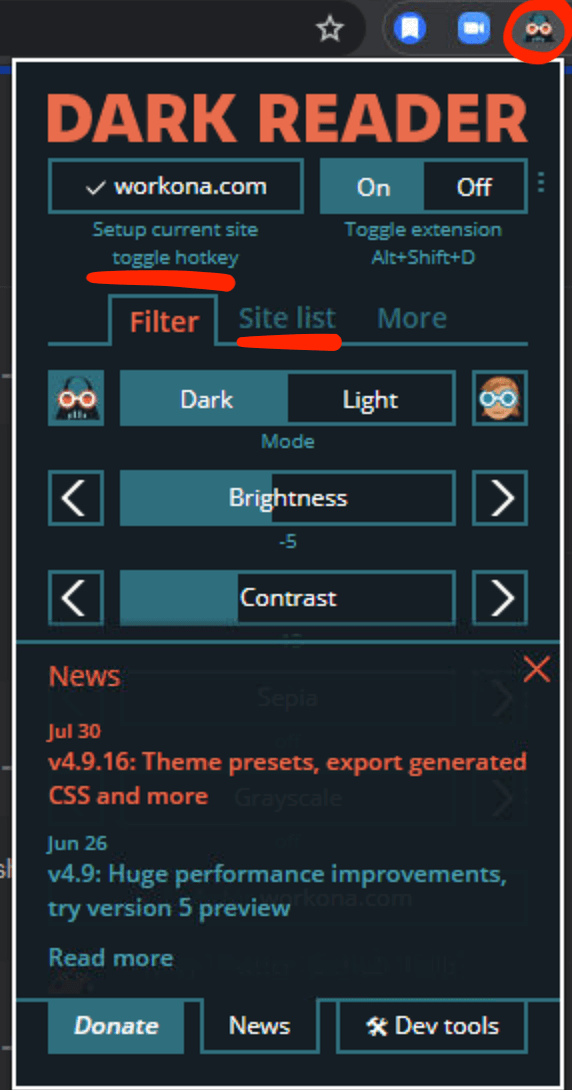 DARK READER
✓ workona.com
On
Off
Setup current site
toggle hotkey
Toggle extension
Alt+Shift+D
Filter
Site list
More
Dark
Light
Mode
Brightness
-5
Contrast
News
Sepia
Jul 30
v4.9.16: Theme presets, export generated
CSS and more
Grayscale
Jun 26
v4.9: Huge performance improvements,
try version 5 preview
workona.com
Read more
Donate
News
🛠 Dev tools